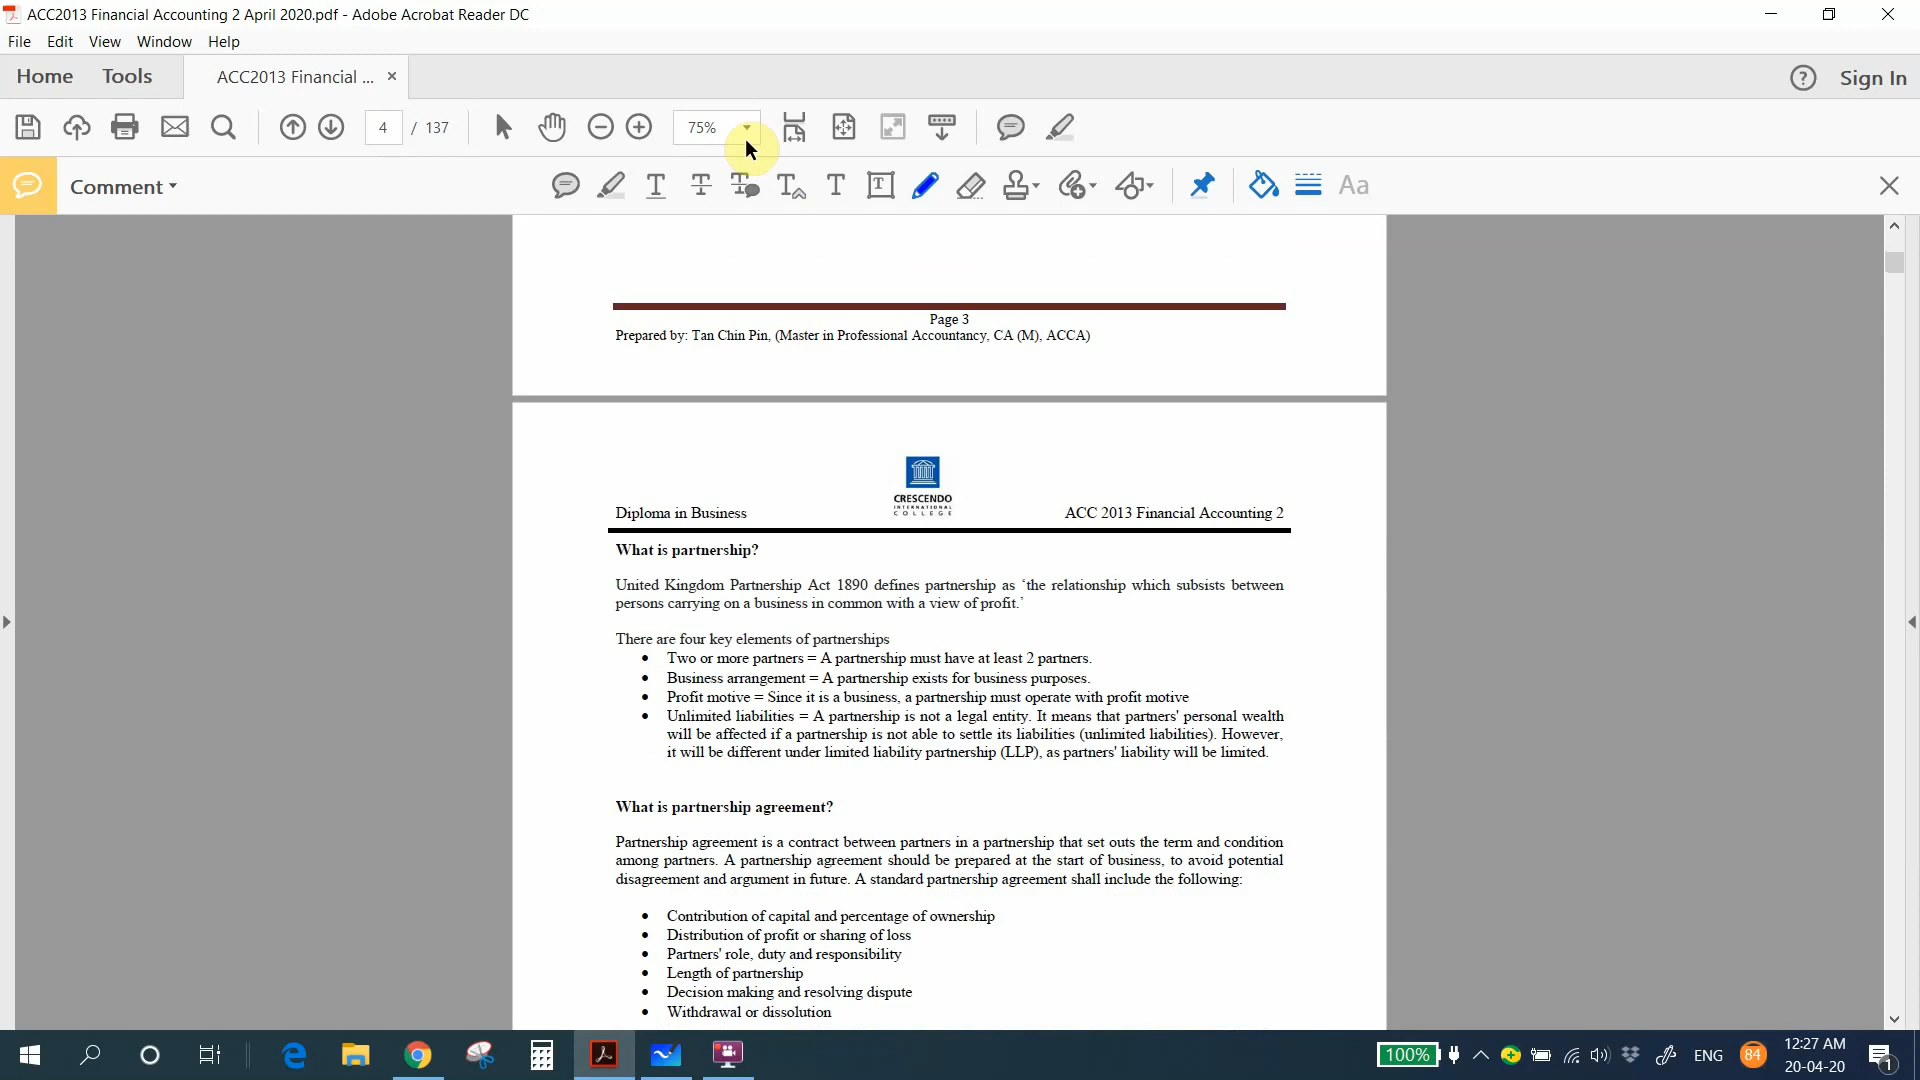 ACC2013 Financial Accounting 2 April 2020.pdf - Adobe Acrobat Reader DC
File Edit View Window Help
Home Tools ACC2013 Financial ... × ? Sign In
4 / 137 75%
Comment T T T T T T Aa
Page 3
Prepared by: Tan Chin Pin, (Master in Professional Accountancy, CA (M), ACCA)
CRESCENDO
INTERNATIONAL
COLLEGE
Diploma in Business ACC 2013 Financial Accounting 2
What is partnership?
United Kingdom Partnership Act 1890 defines partnership as ‘the relationship which subsists between
persons carrying on a business in common with a view of profit.’
There are four key elements of partnerships
• Two or more partners = A partnership must have at least 2 partners.
• Business arrangement = A partnership exists for business purposes.
• Profit motive = Since it is a business, a partnership must operate with profit motive
• Unlimited liabilities = A partnership is not a legal entity. It means that partners' personal wealth
will be affected if a partnership is not able to settle its liabilities (unlimited liabilities). However,
it will be different under limited liability partnership (LLP), as partners' liability will be limited.
What is partnership agreement?
Partnership agreement is a contract between partners in a partnership that set outs the term and condition
among partners. A partnership agreement should be prepared at the start of business, to avoid potential
disagreement and argument in future. A standard partnership agreement shall include the following:
• Contribution of capital and percentage of ownership
• Distribution of profit or sharing of loss
• Partners' role, duty and responsibility
• Length of partnership
• Decision making and resolving dispute
• Withdrawal or dissolution
100% ENG 84 12:27 AM
20-04-20 1